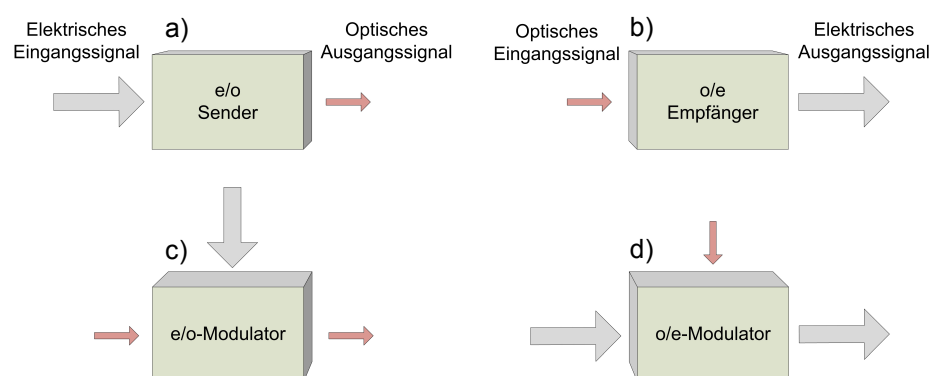 a)
Elektrisches
Eingangssignal
Optisches
Ausgangssignal
e/o
Sender
b)
Optisches
Eingangssignal
Elektrisches
Ausgangssignal
o/e
Empfänger
c)
e/o-Modulator
d)
o/e-Modulator